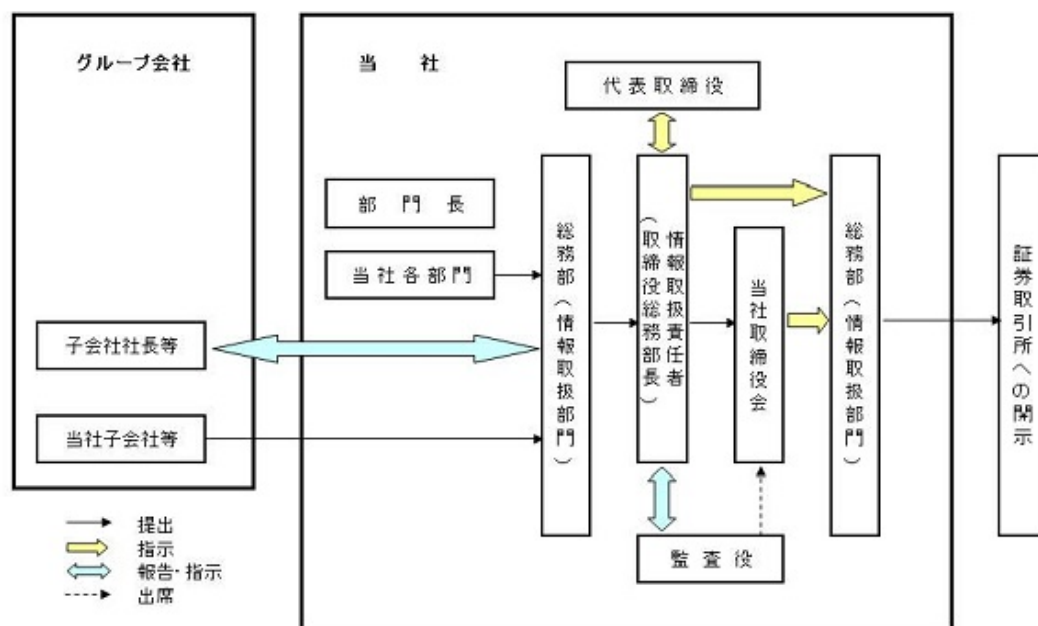 グループ会社
当 社
代表取締役
部 門 長
当社各部門
子会社社長等
当社子会社等
総務部(情報取扱部門)
情報取扱責任者
(取締役総務部長)
当社取締役会
総務部(情報取扱部門)
証券取引所への開示
監査役
提出
指示
報告・指示
出席